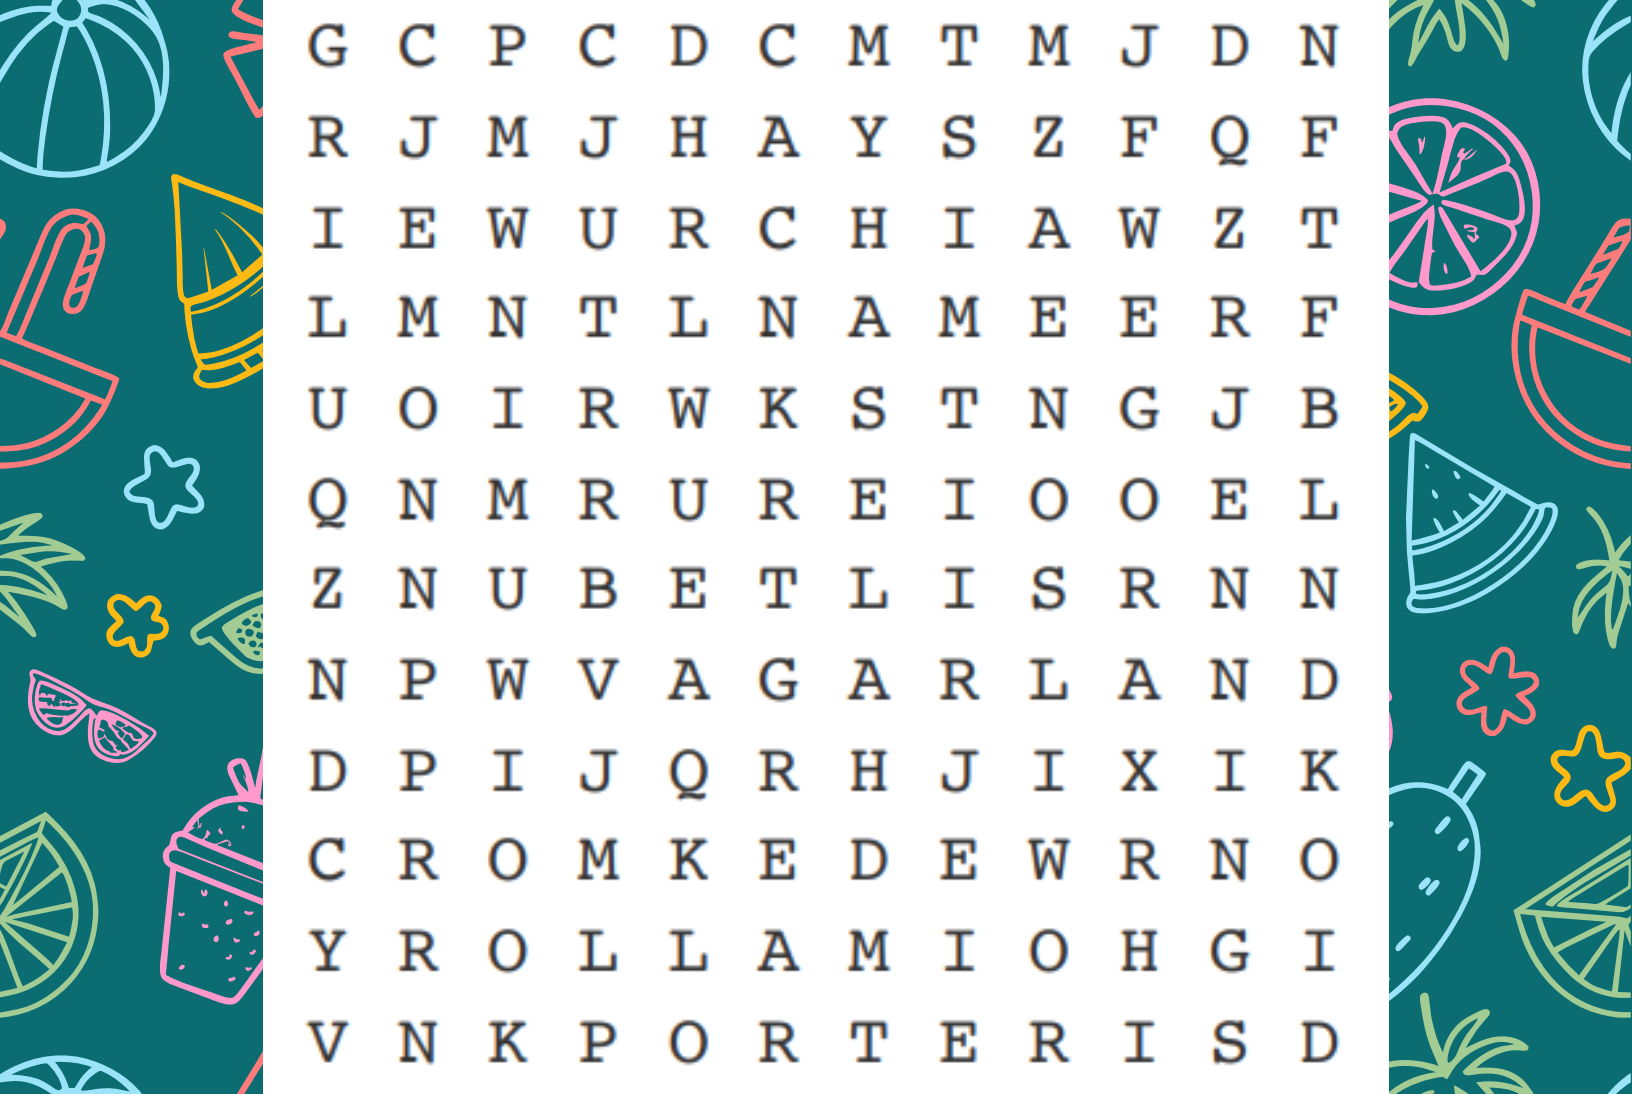 G C P C D C M T M J D N
R J M J H A Y S Z F Q F
I E W U R C H I A W Z T
L M N T L N A M E E R F
U O I R W K S T N G J B
Q N M R U R E I O O E L
Z N U B E T L I S R N N
N P W V A G A R L A N D
D P I J Q R H J I X I K
C R O M K E D E W R N O
Y R O L L A M I O H G I
V N K P O R T E R I S D